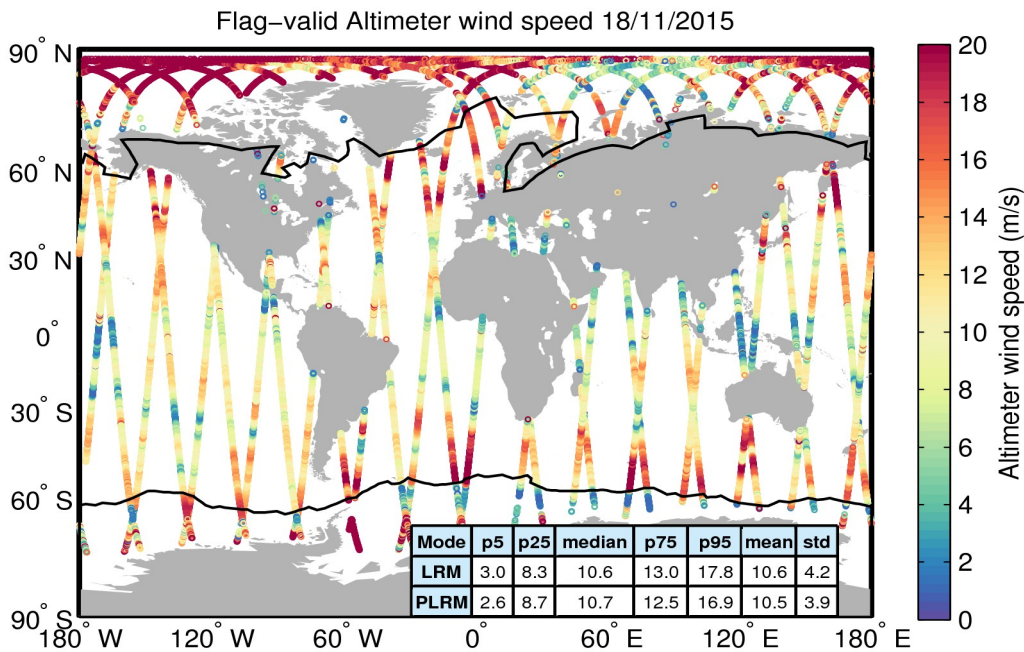 Flag−valid Altimeter wind speed 18/11/2015
90° N
60° N
30° N
0°
30° S
60° S
90° S
180° W
120° W
60° W
0°
60° E
120° E
180° E
Mode p5 p25 median p75 p95 mean std
LRM 3.0 8.3 10.6 13.0 17.8 10.6 4.2
PLRM 2.6 8.7 10.7 12.5 16.9 10.5 3.9
20
18
16
14
12
10
8
6
4
2
0
Altimeter wind speed (m/s)